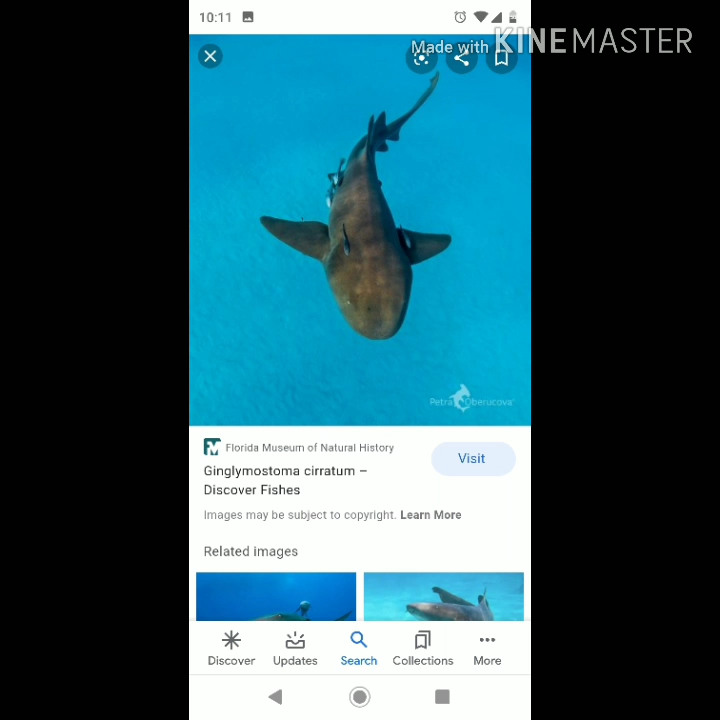 10:11
Made with KINEMASTER
Petra Oberucova
Florida Museum of Natural History
Visit
Ginglymostoma cirratum –
Discover Fishes
Images may be subject to copyright. Learn More
Related images
Discover
Updates
Search
Collections
More